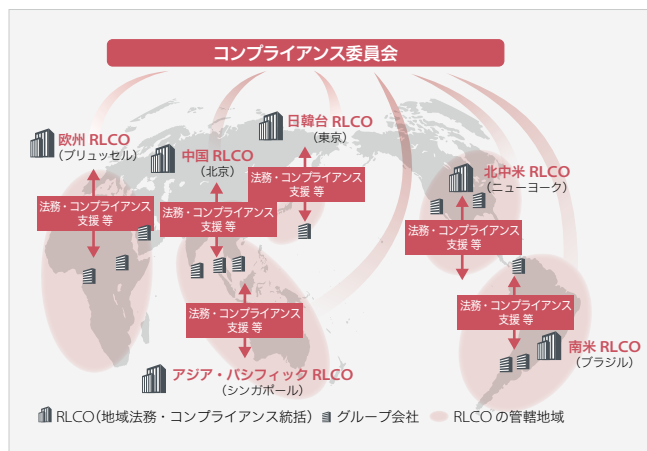 コンプライアンス委員会
日韓台 RLCO
（東京）
欧州 RLCO
（ブリュッセル）
中国 RLCO
（北京）
北中米 RLCO
（ニューヨーク）
法務・コンプライアンス
支援 等
法務・コンプライアンス
支援 等
法務・コンプライアンス
支援 等
法務・コンプライアンス
支援 等
法務・コンプライアンス
支援 等
法務・コンプライアンス
支援 等
アジア・パシフィック RLCO
（シンガポール）
南米 RLCO
（ブラジル）
RLCO（地域法務・コンプライアンス統括）
グループ会社
RLCO の管轄地域